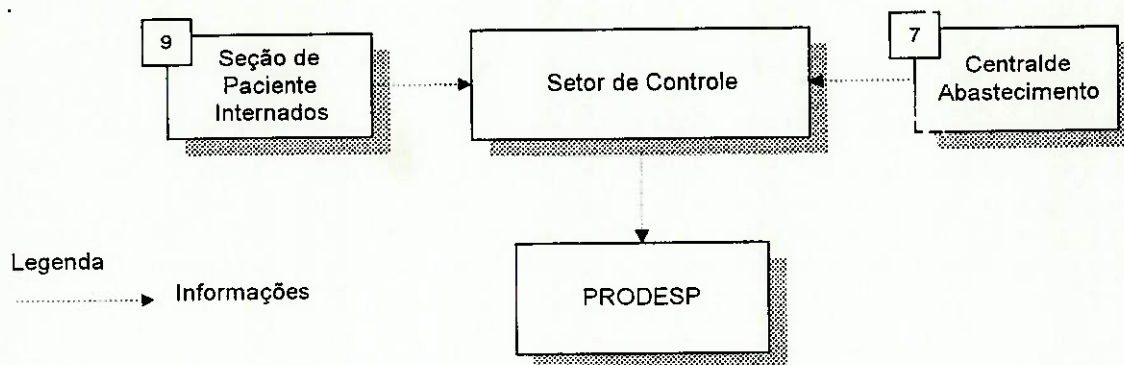 9
Seção de
Paciente
Internados
Setor de Controle
7
Centralde
Abastecimento
PRODESP
Legenda
Informações